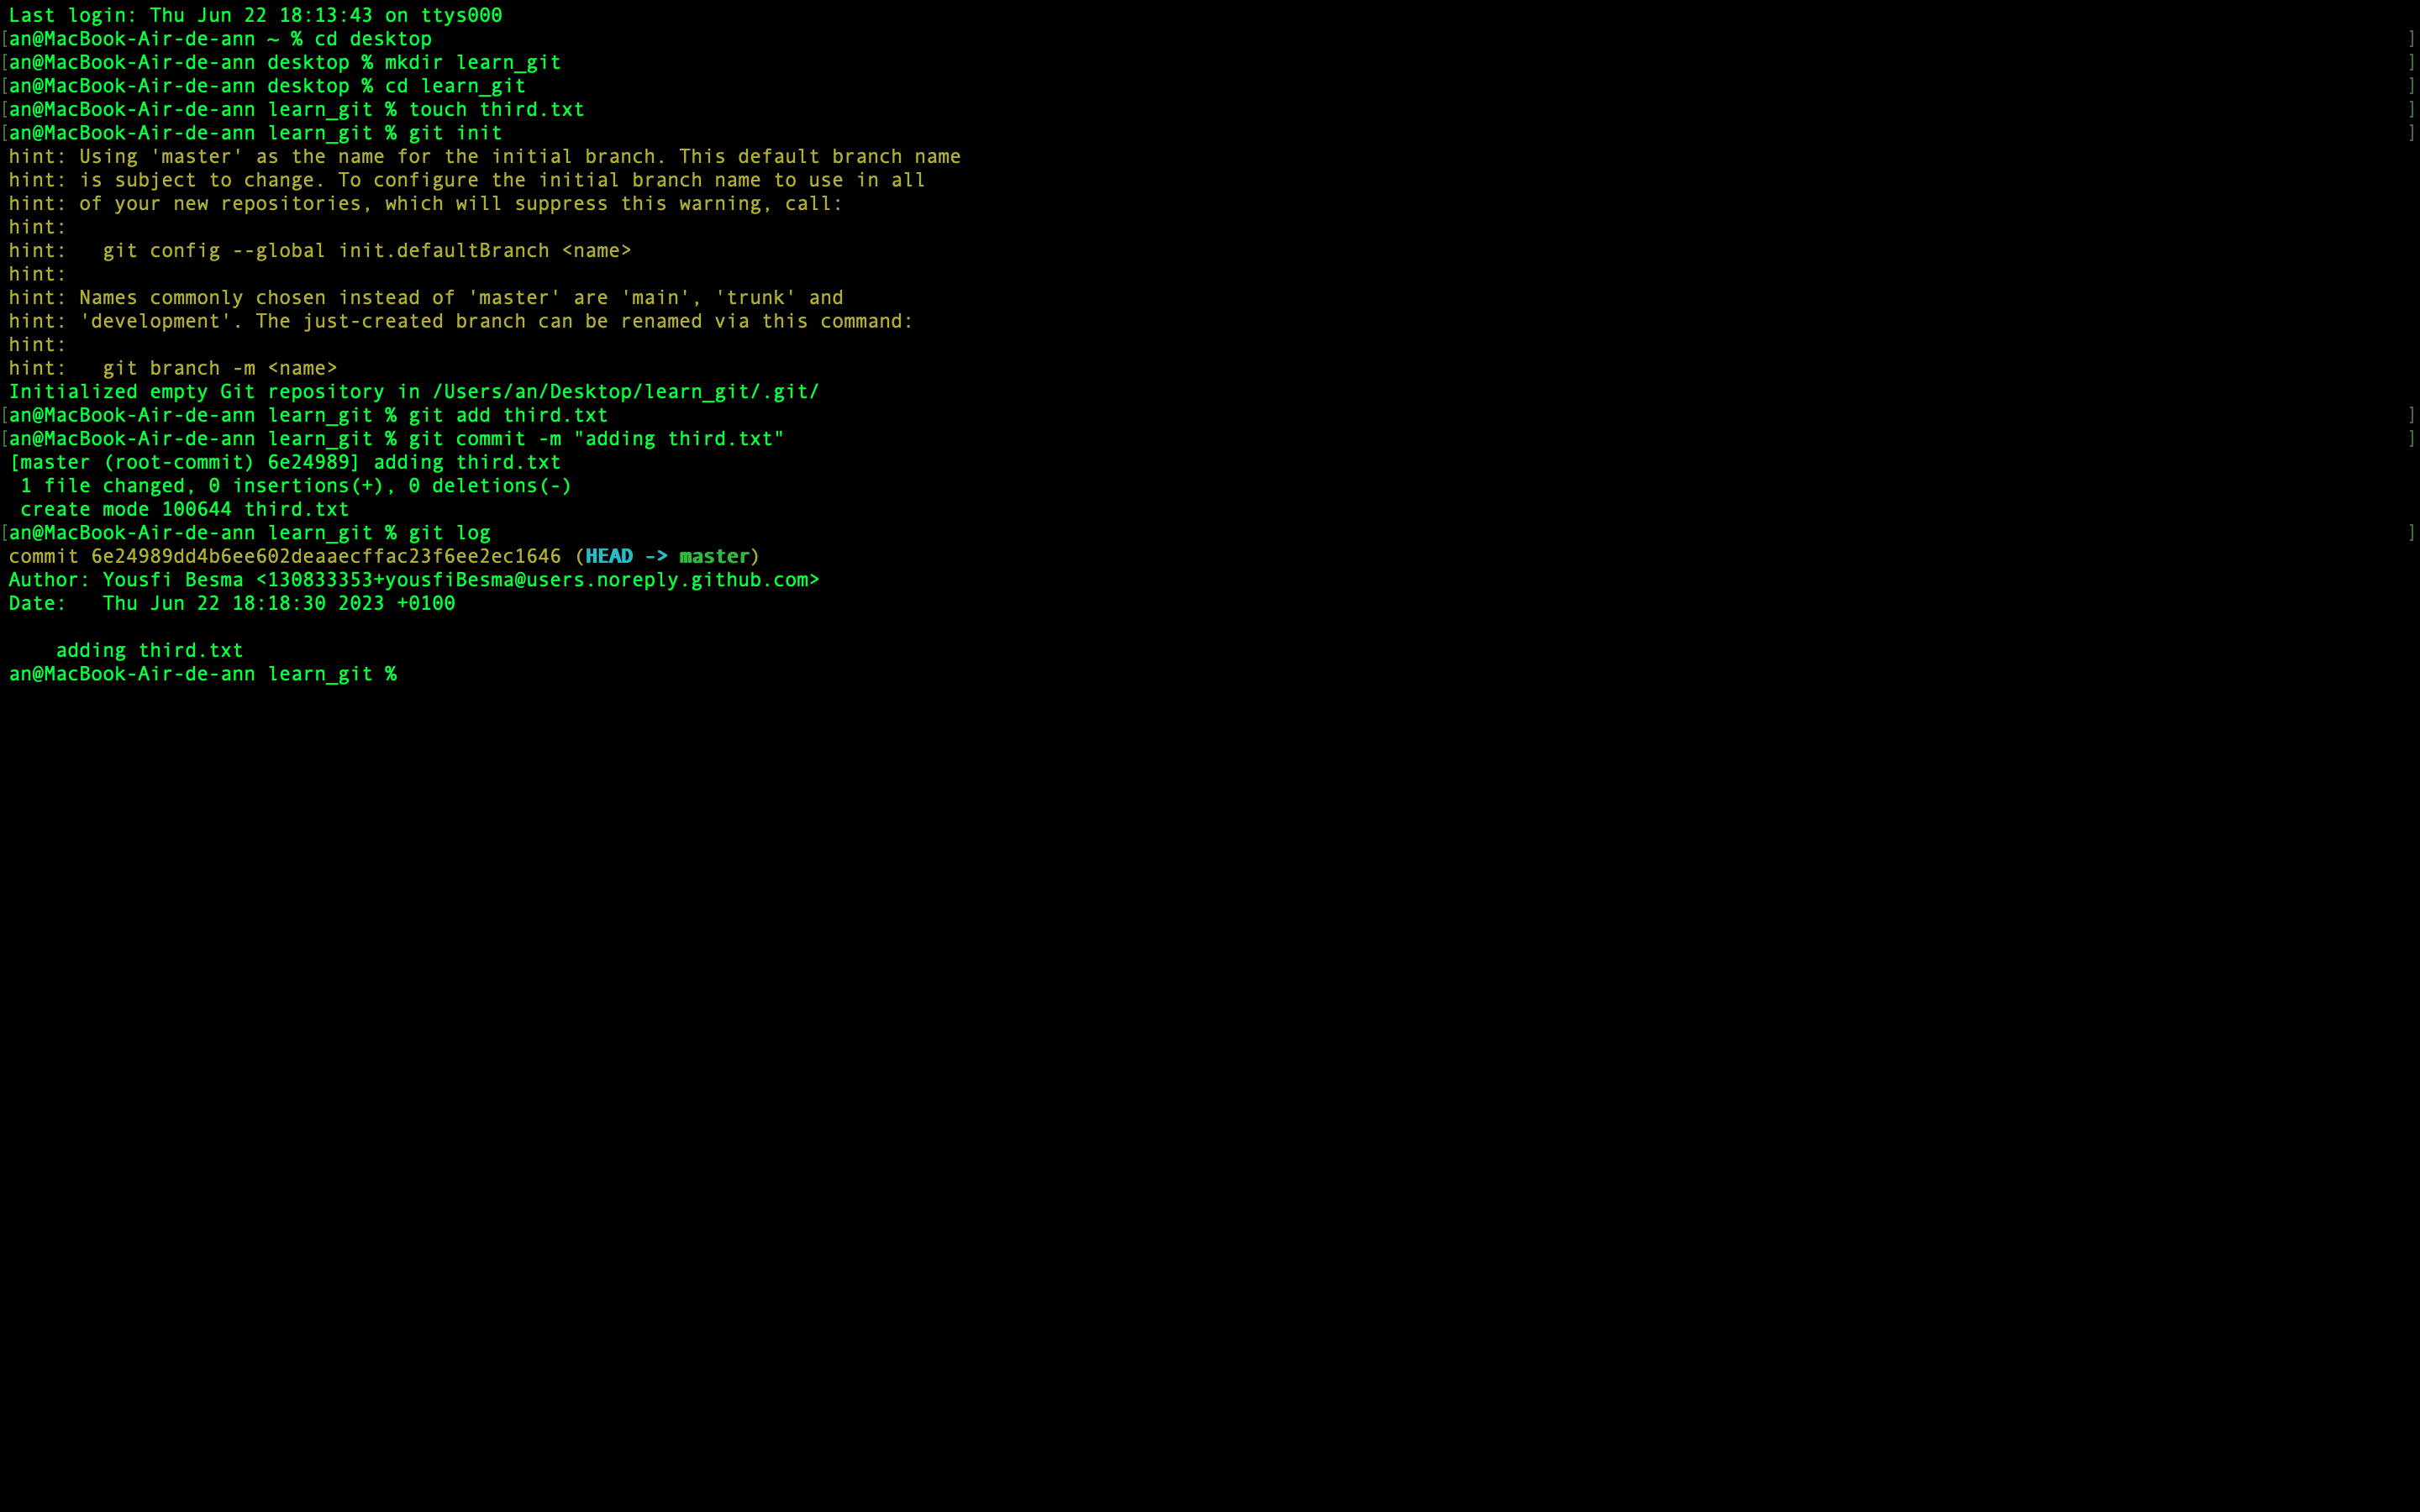 Last login: Thu Jun 22 18:13:43 on ttys000
[an@MacBook-Air-de-ann ~ % cd desktop ]
[an@MacBook-Air-de-ann desktop % mkdir learn_git ]
[an@MacBook-Air-de-ann desktop % cd learn_git ]
[an@MacBook-Air-de-ann learn_git % touch third.txt ]
[an@MacBook-Air-de-ann learn_git % git init ]
hint: Using 'master' as the name for the initial branch. This default branch name
hint: is subject to change. To configure the initial branch name to use in all
hint: of your new repositories, which will suppress this warning, call:
hint:
hint:   git config --global init.defaultBranch <name>
hint:
hint: Names commonly chosen instead of 'master' are 'main', 'trunk' and
hint: 'development'. The just-created branch can be renamed via this command:
hint:
hint:   git branch -m <name>
Initialized empty Git repository in /Users/an/Desktop/learn_git/.git/
[an@MacBook-Air-de-ann learn_git % git add third.txt ]
[an@MacBook-Air-de-ann learn_git % git commit -m "adding third.txt" ]
[master (root-commit) 6e24989] adding third.txt
 1 file changed, 0 insertions(+), 0 deletions(-)
 create mode 100644 third.txt
[an@MacBook-Air-de-ann learn_git % git log ]
commit 6e24989dd4b6ee602deaaecffac23f6ee2ec1646 (HEAD -> master)
Author: Yousfi Besma <130833353+yousfiBesma@users.noreply.github.com>
Date:   Thu Jun 22 18:18:30 2023 +0100
    adding third.txt
an@MacBook-Air-de-ann learn_git %